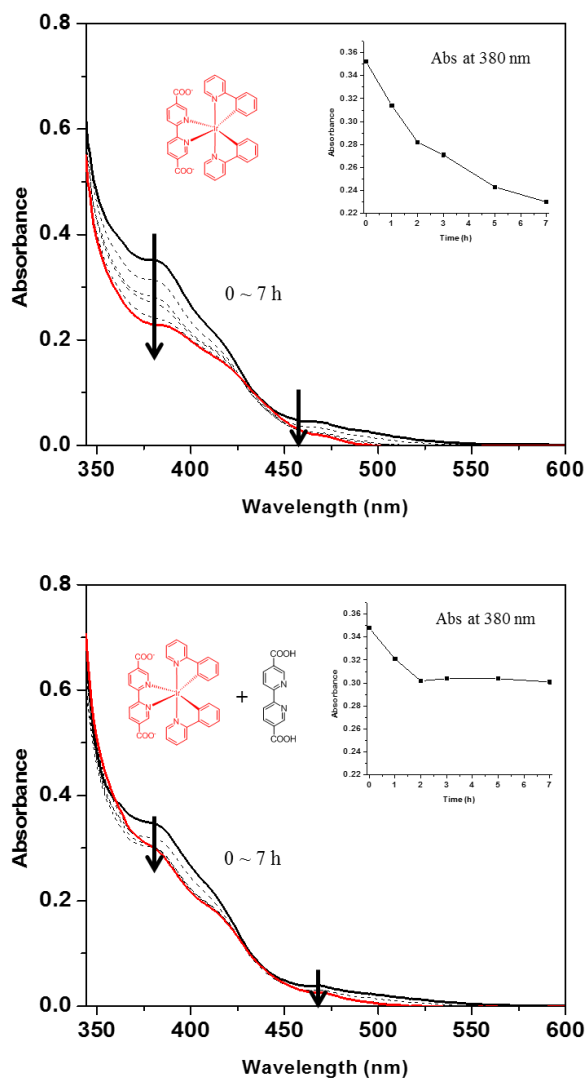 0.8
0.6
0.4
0.2
0.0
Absorbance
350
400
450
500
550
600
Wavelength (nm)
COO⁻
N
N
N
Ir
N
COO⁻
0 ~ 7 h
Abs at 380 nm
0.36
0.34
0.32
0.30
0.28
0.26
0.24
0.22
Absorbance
0
1
2
3
4
5
6
7
Time (h)
0.8
0.6
0.4
0.2
0.0
Absorbance
350
400
450
500
550
600
Wavelength (nm)
COO⁻
N
N
N
Ir
N
COO⁻
+
COOH
N
N
COOH
0 ~ 7 h
Abs at 380 nm
0.36
0.34
0.32
0.30
0.28
0.26
0.24
0.22
Absorbance
0
1
2
3
4
5
6
7
Time (h)